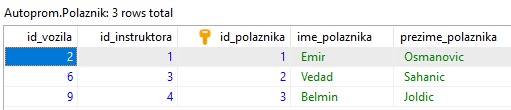 Autoprom.Polaznik: 3 rows total
id_vozila id_instruktora id_polaznika ime_polaznika prezime_polaznika
2 1 1 Emir Osmanovic
6 3 2 Vedad Sahanic
9 4 3 Belmin Joldic